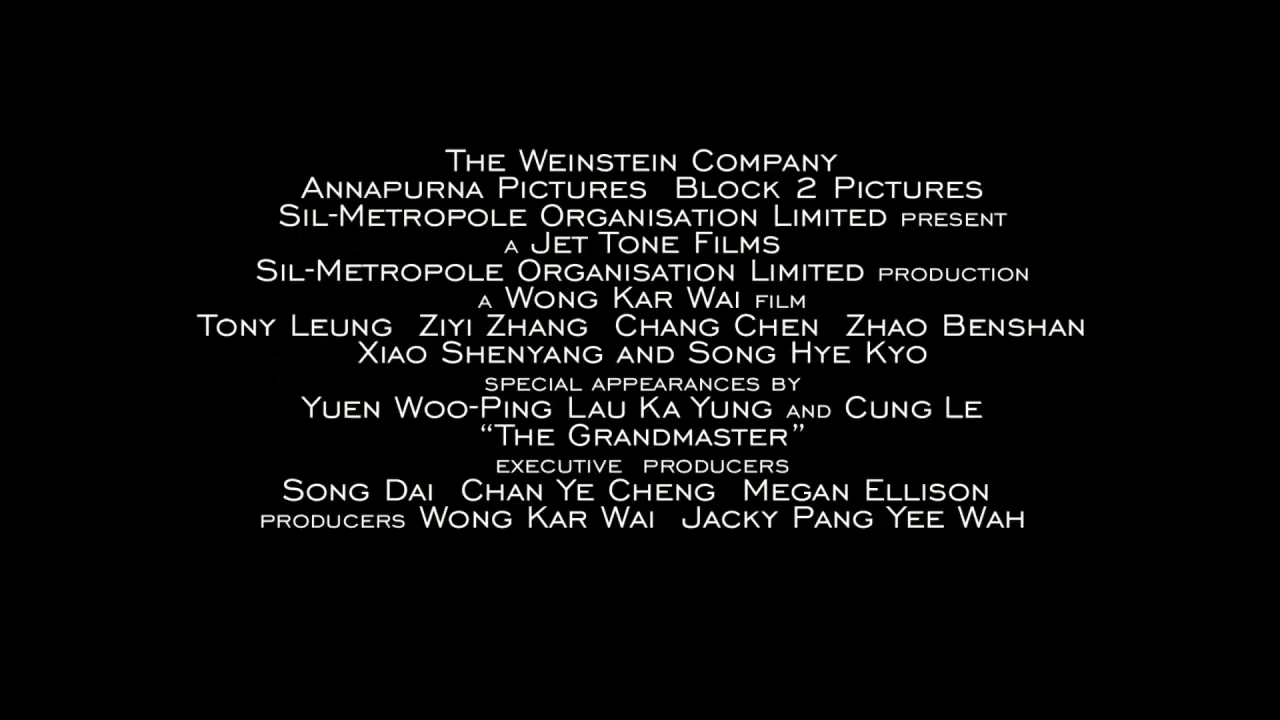 The Weinstein Company
Annapurna Pictures Block 2 Pictures
Sil-Metropole Organisation Limited present
a Jet Tone Films
Sil-Metropole Organisation Limited production
a Wong Kar Wai film
Tony Leung Ziyi Zhang Chang Chen Zhao Benshan
Xiao Shenyang and Song Hye Kyo
special appearances by
Yuen Woo-Ping Lau Ka Yung and Cung Le
“The Grandmaster”
executive producers
Song Dai Chan Ye Cheng Megan Ellison
producers Wong Kar Wai Jacky Pang Yee Wah